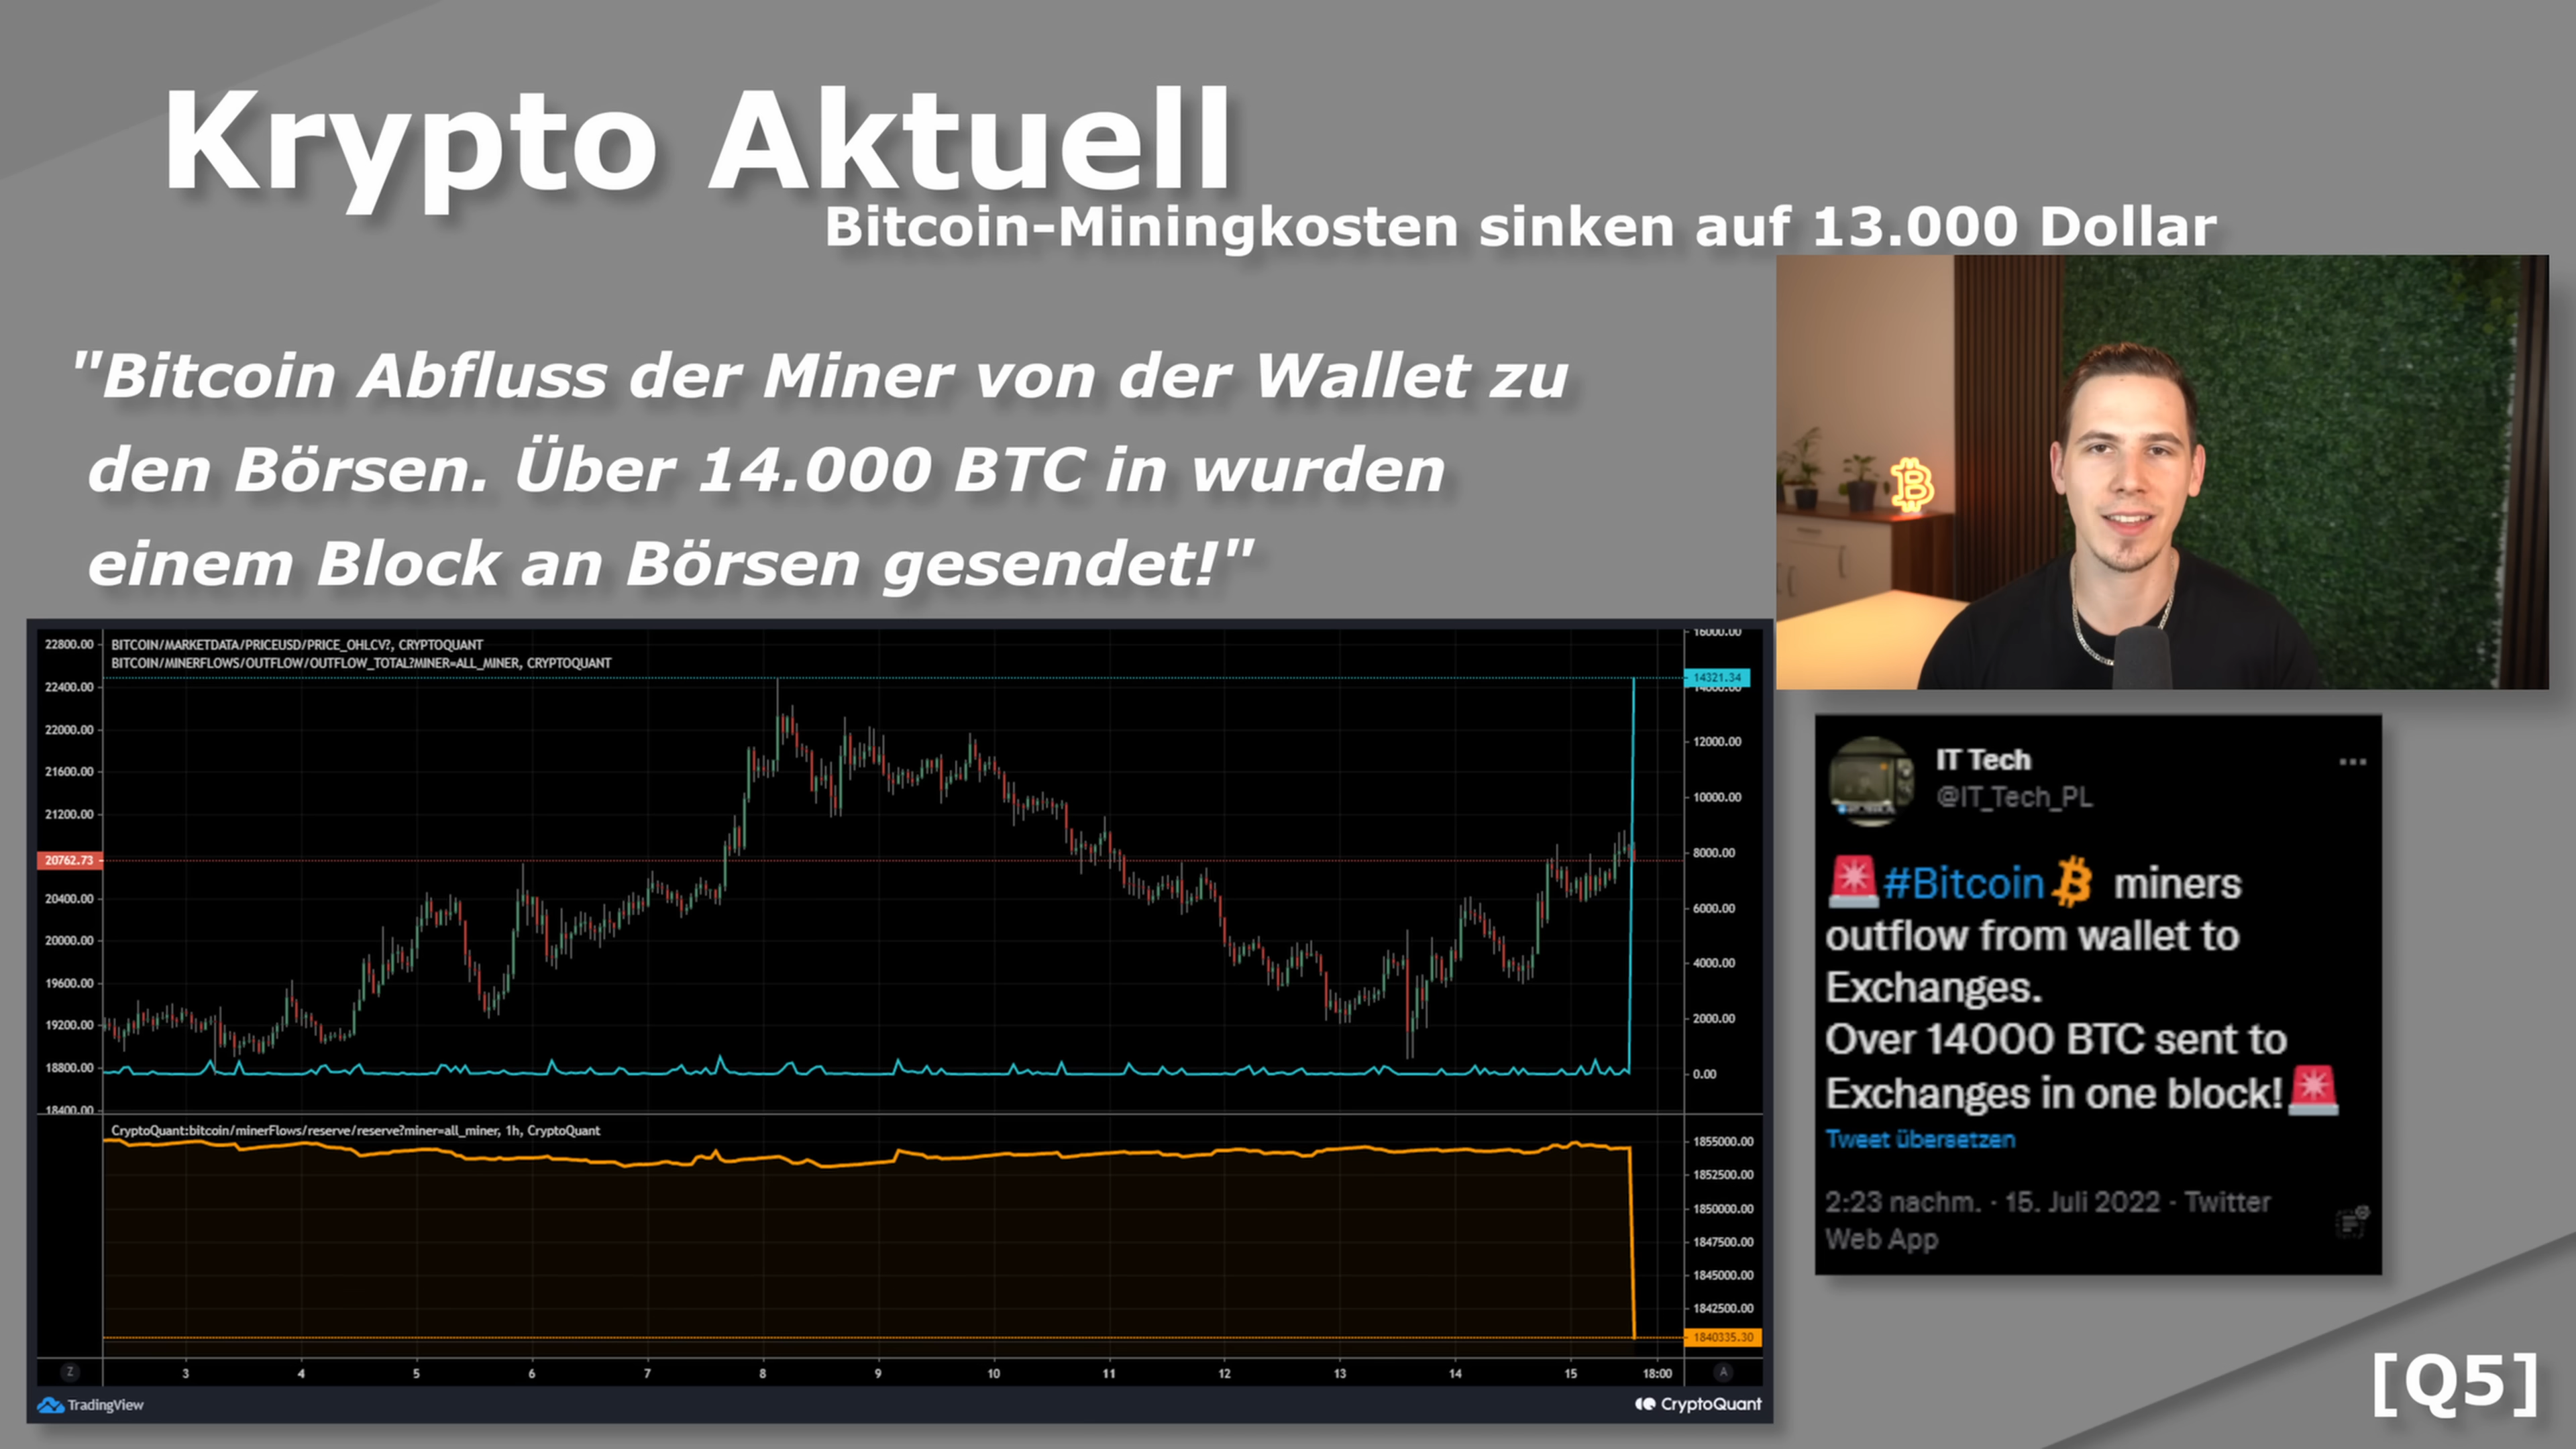 Krypto Aktuell
Bitcoin-Miningkosten sinken auf 13.000 Dollar
"Bitcoin Abfluss der Miner von der Wallet zu
den Börsen. Über 14.000 BTC in wurden
einem Block an Börsen gesendet!"
BITCOIN/MARKETDATA/PRICEUSD/PRICE_OHLCV?, CRYPTOQUANT
BITCOIN/MINERFLOWS/OUTFLOW/OUTFLOW_TOTAL?MINER=ALL_MINER, CRYPTOQUANT
22800.00
22400.00
22000.00
21600.00
21200.00
20762.73
20400.00
20000.00
19600.00
19200.00
18800.00
18400.00
16000.00
14321.34
14000.00
12000.00
10000.00
8000.00
6000.00
4000.00
2000.00
0.00
CryptoQuant:bitcoin/minerFlows/reserve/reserve?miner=all_miner, 1h, CryptoQuant
1855000.00
1852500.00
1850000.00
1847500.00
1845000.00
1842500.00
1840335.30
Z 3 4 5 6 7 8 9 10 11 12 13 14 15 18:00 A
TradingView
CryptoQuant
IT Tech
@IT_Tech_PL
#Bitcoin miners
outflow from wallet to
Exchanges.
Over 14000 BTC sent to
Exchanges in one block!
Tweet übersetzen
2:23 nachm. · 15. Juli 2022 · Twitter
Web App
[Q5]